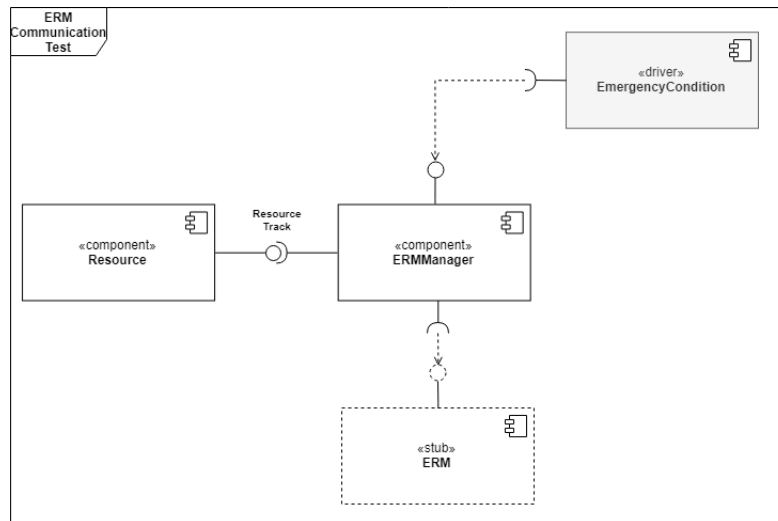 ERM
Communication
Test
«driver»
EmergencyCondition
Resource
Track
«component»
Resource
«component»
ERMManager
«stub»
ERM